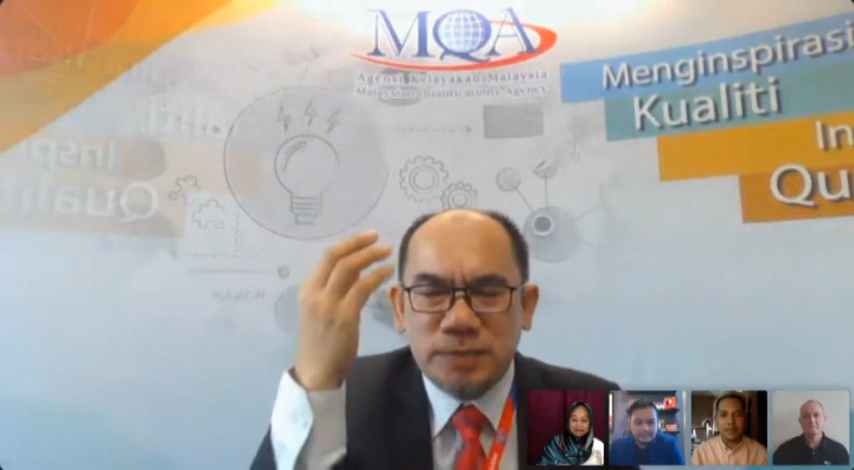 MQA
Agensi Kelayakan Malaysia
Malaysian Qualifications Agency
Menginspirasi
Kualiti
In
Qu